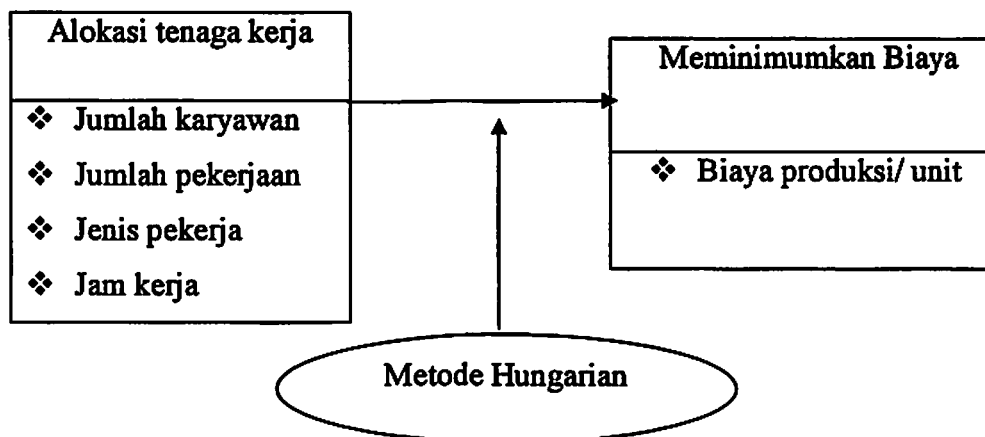 Alokasi tenaga kerja
❖ Jumlah karyawan
❖ Jumlah pekerjaan
❖ Jenis pekerja
❖ Jam kerja
Meminimumkan Biaya
❖ Biaya produksi/ unit
Metode Hungarian